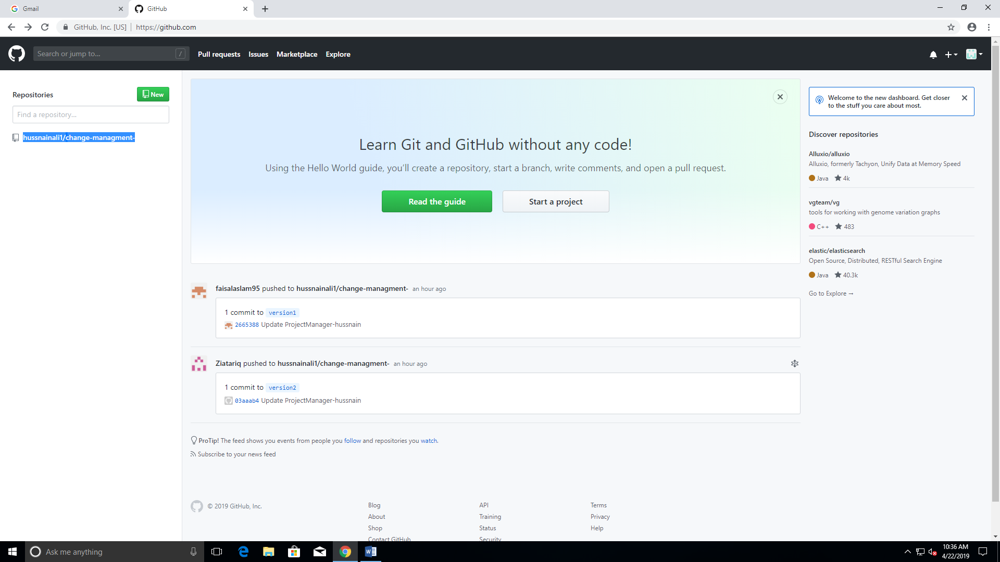 Gmail
GitHub
GitHub, Inc. [US] | https://github.com
Search or jump to... /
Pull requests Issues Marketplace Explore
Repositories
New
Find a repository...
hussnainali1/change-managment-
Learn Git and GitHub without any code!
Using the Hello World guide, you'll create a repository, start a branch, write comments, and open a pull request.
Read the guide
Start a project
faisalaslam95 pushed to hussnainali1/change-managment- an hour ago
1 commit to version1
2665388 Update ProjectManager-hussnain
Ziatariq pushed to hussnainali1/change-managment- an hour ago
1 commit to version2
03aaab4 Update ProjectManager-hussnain
ProTip! The feed shows you events from people you follow and repositories you watch.
Subscribe to your news feed
Welcome to the new dashboard. Get closer
to the stuff you care about most.
Discover repositories
Alluxio/alluxio
Alluxio, formerly Tachyon, Unify Data at Memory Speed
Java 4k
vgteam/vg
tools for working with genome variation graphs
C++ 483
elastic/elasticsearch
Open Source, Distributed, RESTful Search Engine
Java 40.3k
Go to Explore →
© 2019 GitHub, Inc.
Blog
About
Shop
Contact GitHub
API
Training
Status
Security
Terms
Privacy
Help
Ask me anything
10:36 AM
4/22/2019